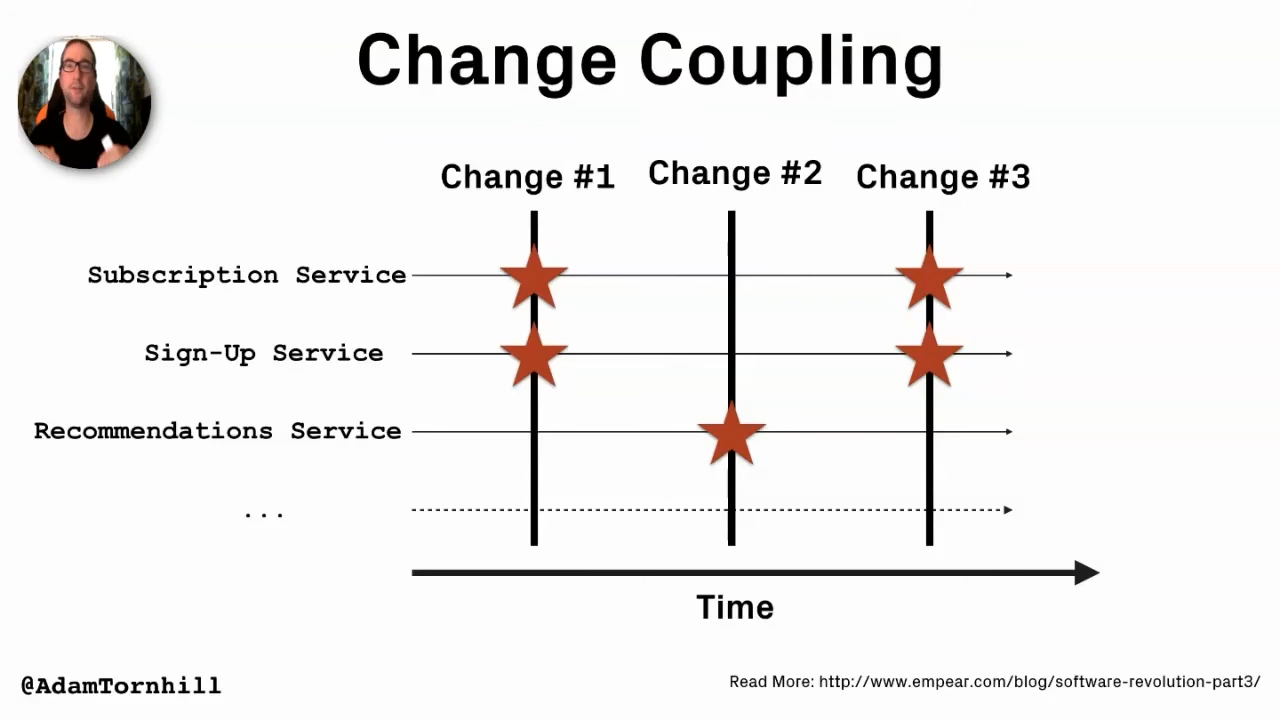 Change Coupling
Change #1
Change #2
Change #3
Subscription Service
Sign-Up Service
Recommendations Service
...
Time
@AdamTornhill
Read More: http://www.empear.com/blog/software-revolution-part3/